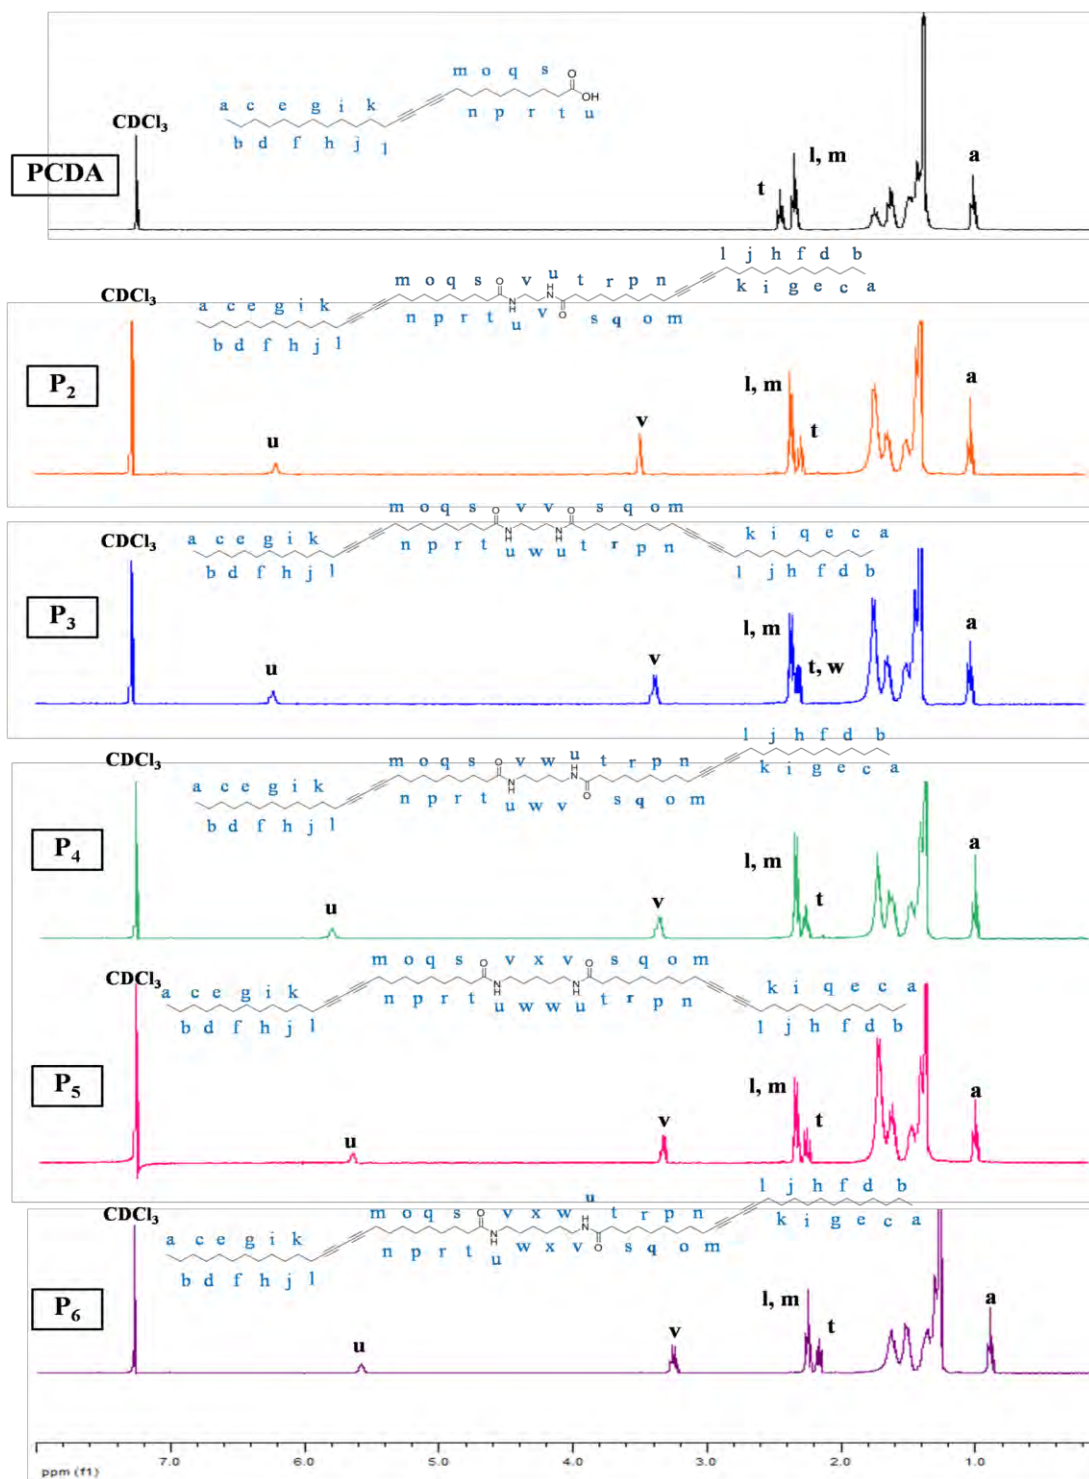 m o q s
O
OH
a c e g i k
n p r t u
CDCl3
b d f h j l
PCDA
l, m
t
a
l j h f d b
m o q s v u t r p n
k i g e c a
CDCl3
a c e g i k
n p r t u v s q o m
b d f h j l
P2
l, m
a
u
v
t
m o q s v v s q o m
CDCl3
a c e g i k
k i q e c a
n p r t u w u t r p n
b d f h j l
l j h f d b
P3
l, m
a
u
v
t, w
l j h f d b
m o q s v w u t r p n
CDCl3
k i g e c a
a c e g i k
n p r t u w v s q o m
b d f h j l
P4
l, m
a
u
v
t
m o q s v x v s q o m
CDCl3
a c e g i k
k i q e c a
n p r t u w w u t r p n
b d f h j l
l j h f d b
P5
l, m
a
u
v
t
u
l j h f d b
m o q s v x w t r p n
CDCl3
k i g e c a
a c e g i k
n p r t u w x v s q o m
b d f h j l
P6
l, m
a
u
v
t
7.0 6.0 5.0 4.0 3.0 2.0 1.0
ppm (f1)